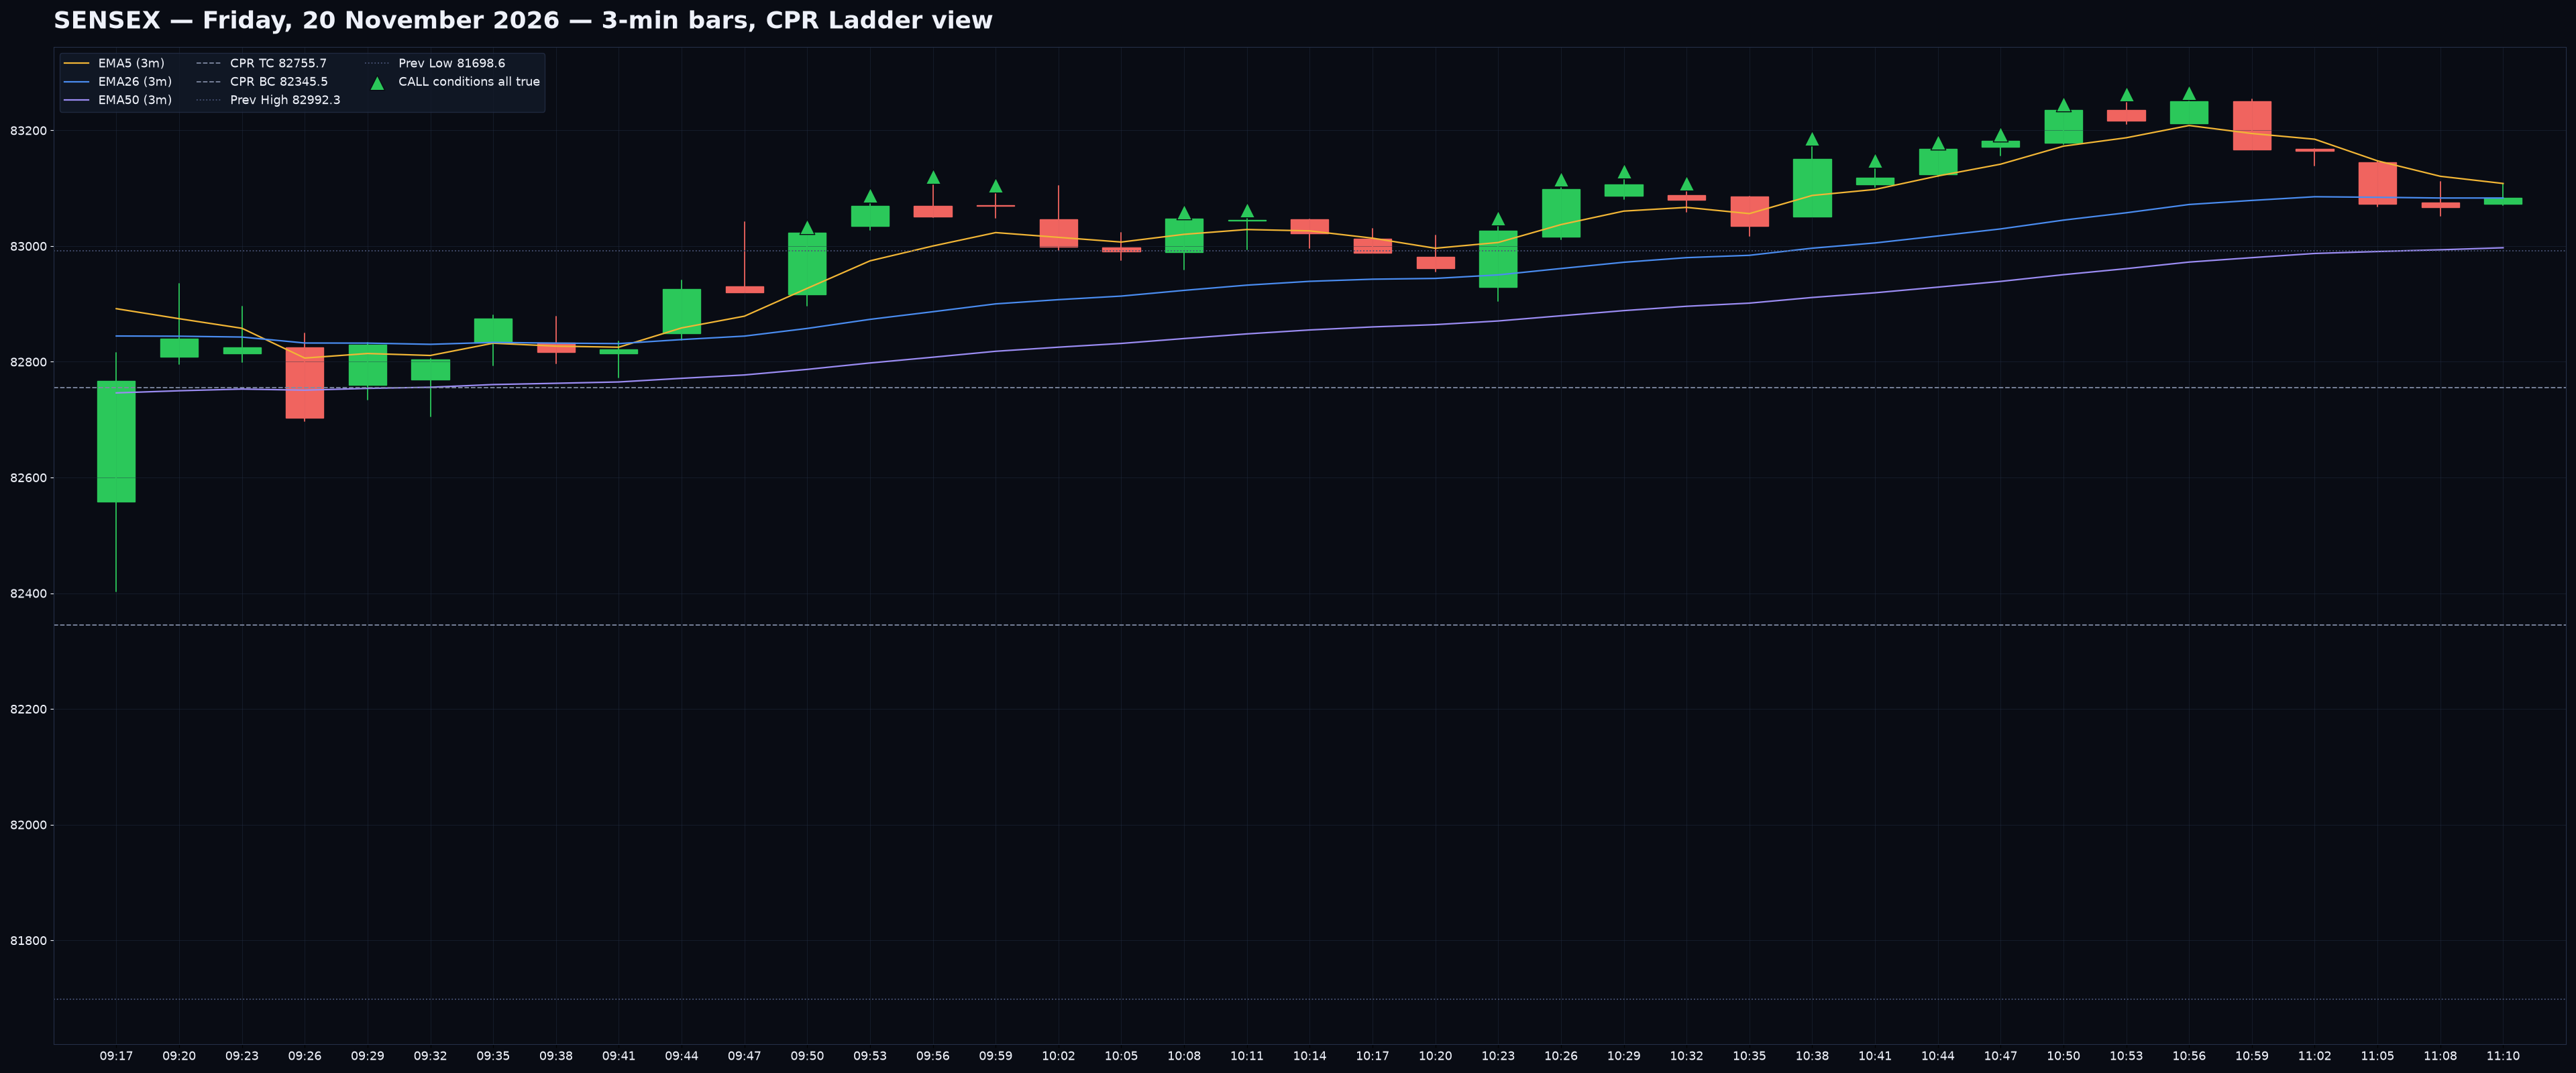 SENSEX — Friday, 20 November 2026 — 3-min bars, CPR Ladder view
EMA5 (3m)
EMA26 (3m)
EMA50 (3m)
CPR TC 82755.7
CPR BC 82345.5
Prev High 82992.3
Prev Low 81698.6
CALL conditions all true
83200
83000
82800
82600
82400
82200
82000
81800
09:17 09:20 09:23 09:26 09:29 09:32 09:35 09:38 09:41 09:44 09:47 09:50 09:53 09:56 09:59 10:02 10:05 10:08 10:11 10:14 10:17 10:20 10:23 10:26 10:29 10:32 10:35 10:38 10:41 10:44 10:47 10:50 10:53 10:56 10:59 11:02 11:05 11:08 11:10